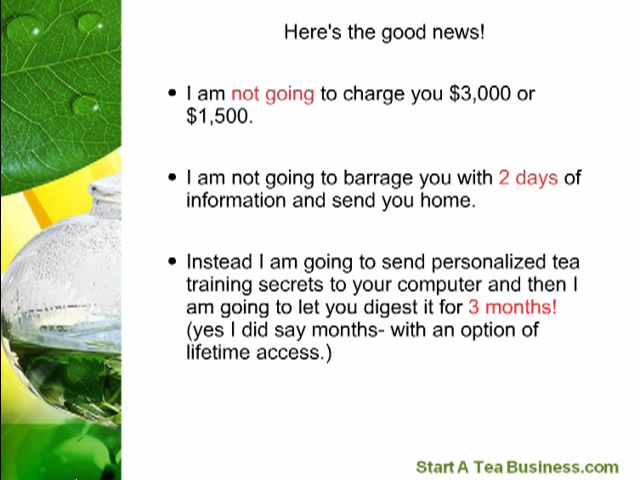 Here's the good news!
• I am not going to charge you $3,000 or
$1,500.
• I am not going to barrage you with 2 days of
information and send you home.
• Instead I am going to send personalized tea
training secrets to your computer and then I
am going to let you digest it for 3 months!
(yes I did say months- with an option of
lifetime access.)
Start A Tea Business.com